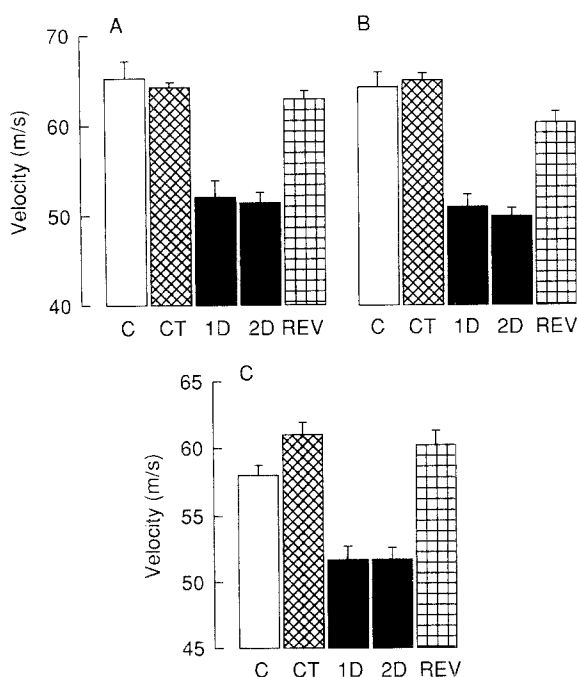 A
B
Velocity (m/s)
70
60
50
40
C CT 1D 2D REV
C CT 1D 2D REV
C
Velocity (m/s)
65
60
55
50
45
C CT 1D 2D REV